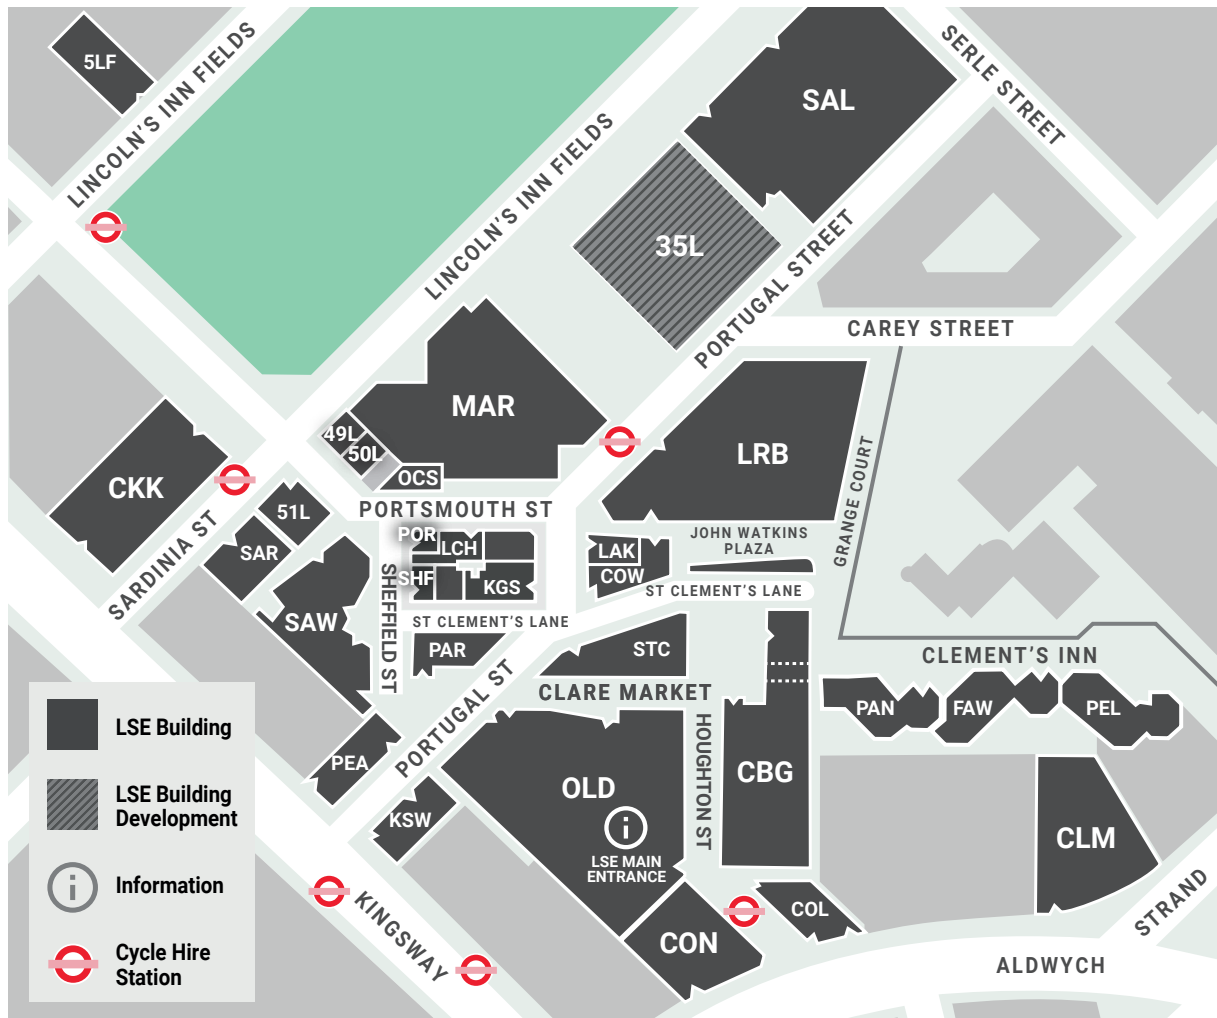 5LF
LINCOLN'S INN FIELDS
SERLE STREET
SAL
LINCOLN'S INN FIELDS
35L
PORTUGAL STREET
CAREY STREET
MAR
49L
50L
OCS
LRB
GRANGE COURT
CKK
SARDINIA ST
51L
SAR
SAW
PORTSMOUTH ST
POR
LCH
SHF
KGS
SHEFFIELD ST
ST CLEMENT'S LANE
PAR
LAK
COW
JOHN WATKINS
PLAZA
ST CLEMENT'S LANE
STC
CLARE MARKET
CLEMENT'S INN
PAN
FAW
PEL
PORTUGAL ST
PEA
KSW
OLD
LSE MAIN
ENTRANCE
HOUGHTON ST
CBG
CLM
CON
COL
KINGSWAY
ALDWYCH
STRAND
LSE Building
LSE Building
Development
Information
Cycle Hire
Station